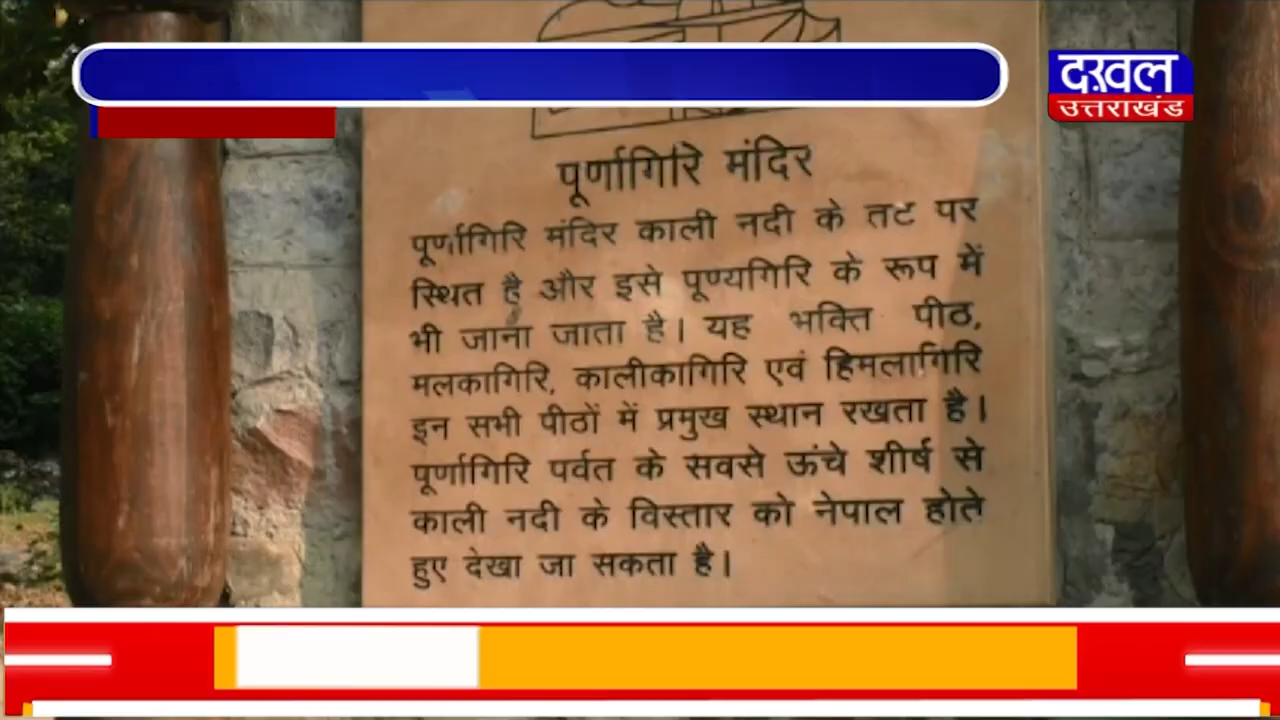 दख़ल
उत्तराखंड
पूर्णागिरि मंदिर
पूर्णागिरि मंदिर काली नदी के तट पर
स्थित है और इसे पूण्यगिरि के रूप में
भी जाना जाता है। यह भक्ति पीठ,
मलकागिरि, कालीकागिरि एवं हिमलागिरि
इन सभी पीठों में प्रमुख स्थान रखता है।
पूर्णागिरि पर्वत के सबसे ऊंचे शीर्ष से
काली नदी के विस्तार को नेपाल होते
हुए देखा जा सकता है।